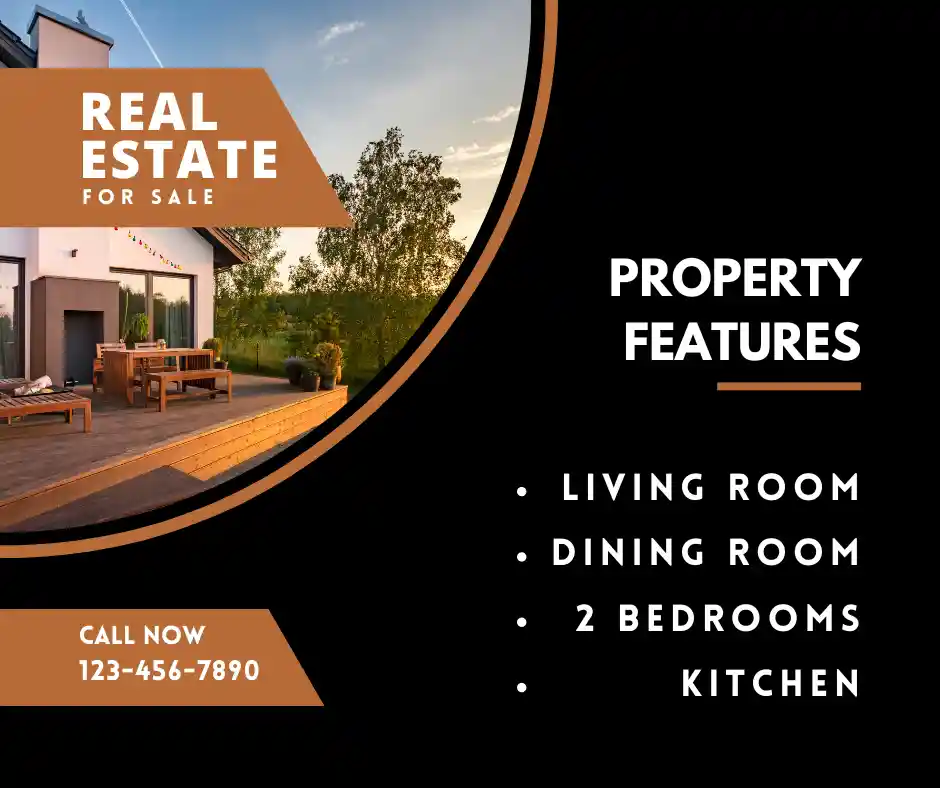 REAL
ESTATE
FOR SALE
PROPERTY
FEATURES
• LIVING ROOM
• DINING ROOM
• 2 BEDROOMS
• KITCHEN
CALL NOW
123-456-7890